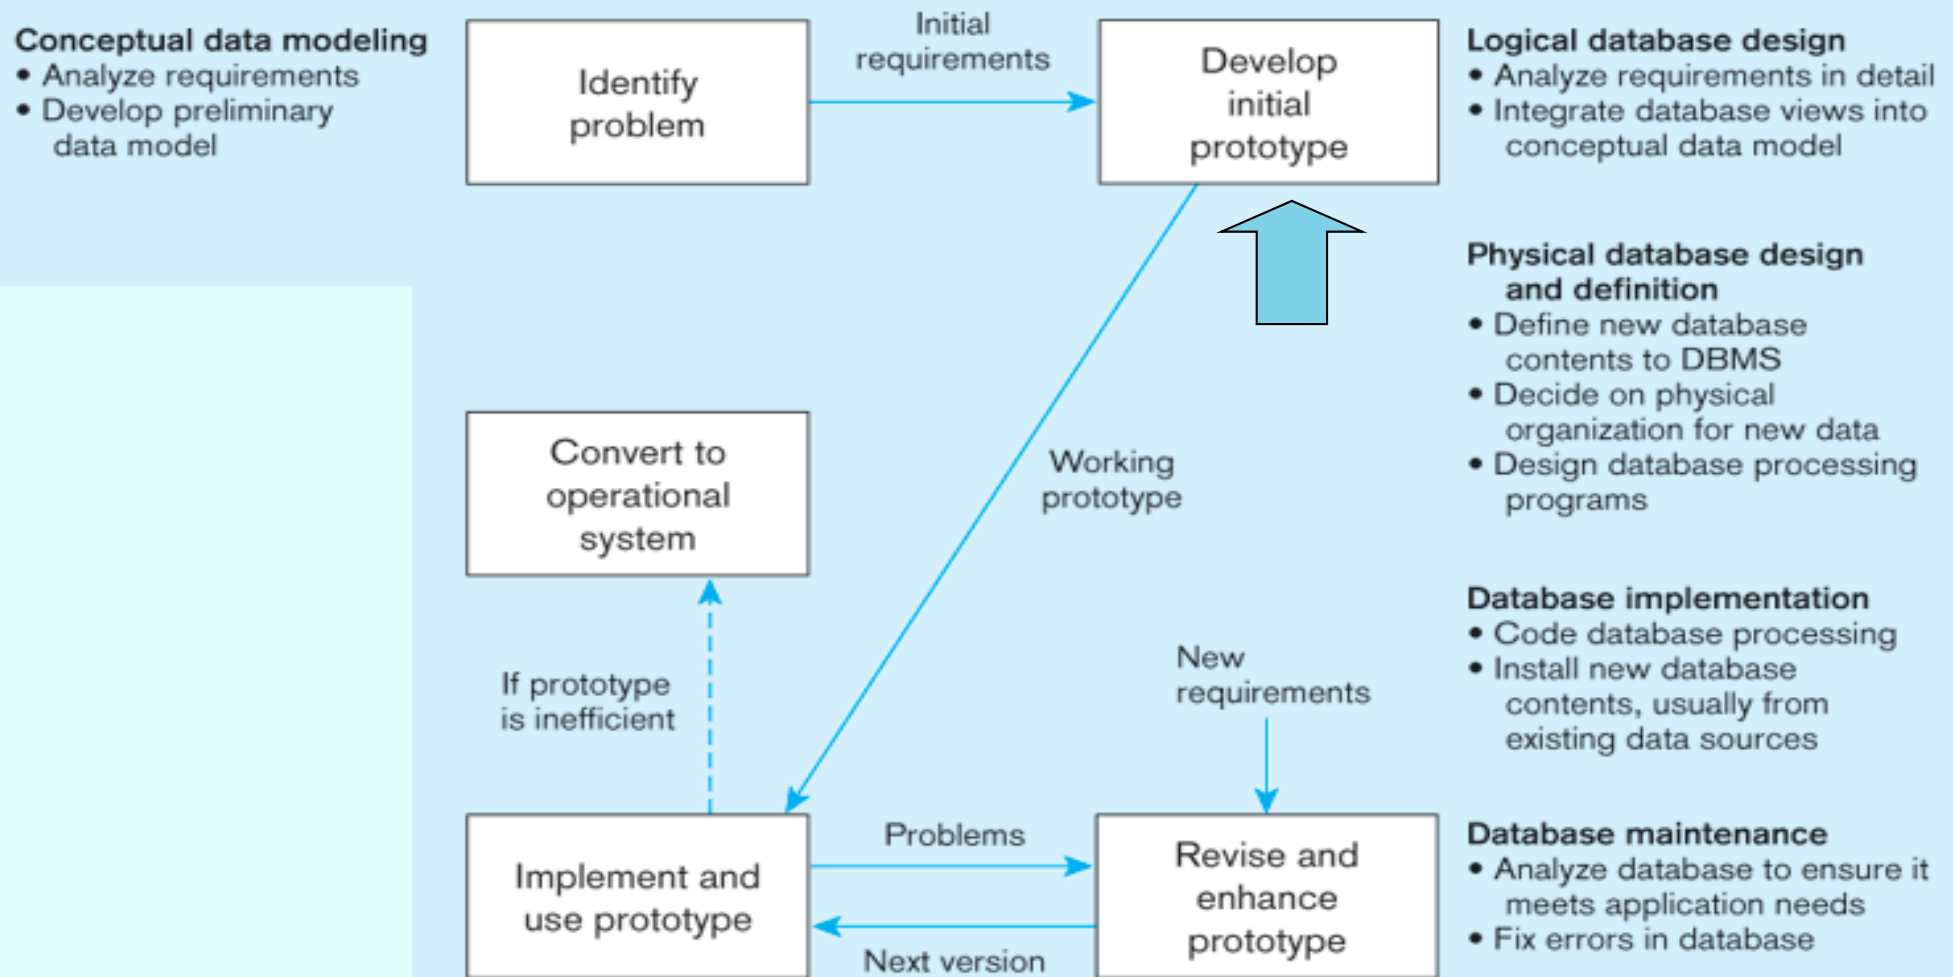 Conceptual data modeling
• Analyze requirements
• Develop preliminary
data model
Identify
problem
Initial
requirements
Develop
initial
prototype
Logical database design
• Analyze requirements in detail
• Integrate database views into
conceptual data model
Physical database design
and definition
• Define new database
contents to DBMS
• Decide on physical
organization for new data
• Design database processing
programs
Convert to
operational
system
Working
prototype
If prototype
is inefficient
New
requirements
Database implementation
• Code database processing
• Install new database
contents, usually from
existing data sources
Implement and
use prototype
Problems
Next version
Revise and
enhance
prototype
Database maintenance
• Analyze database to ensure it
meets application needs
• Fix errors in database